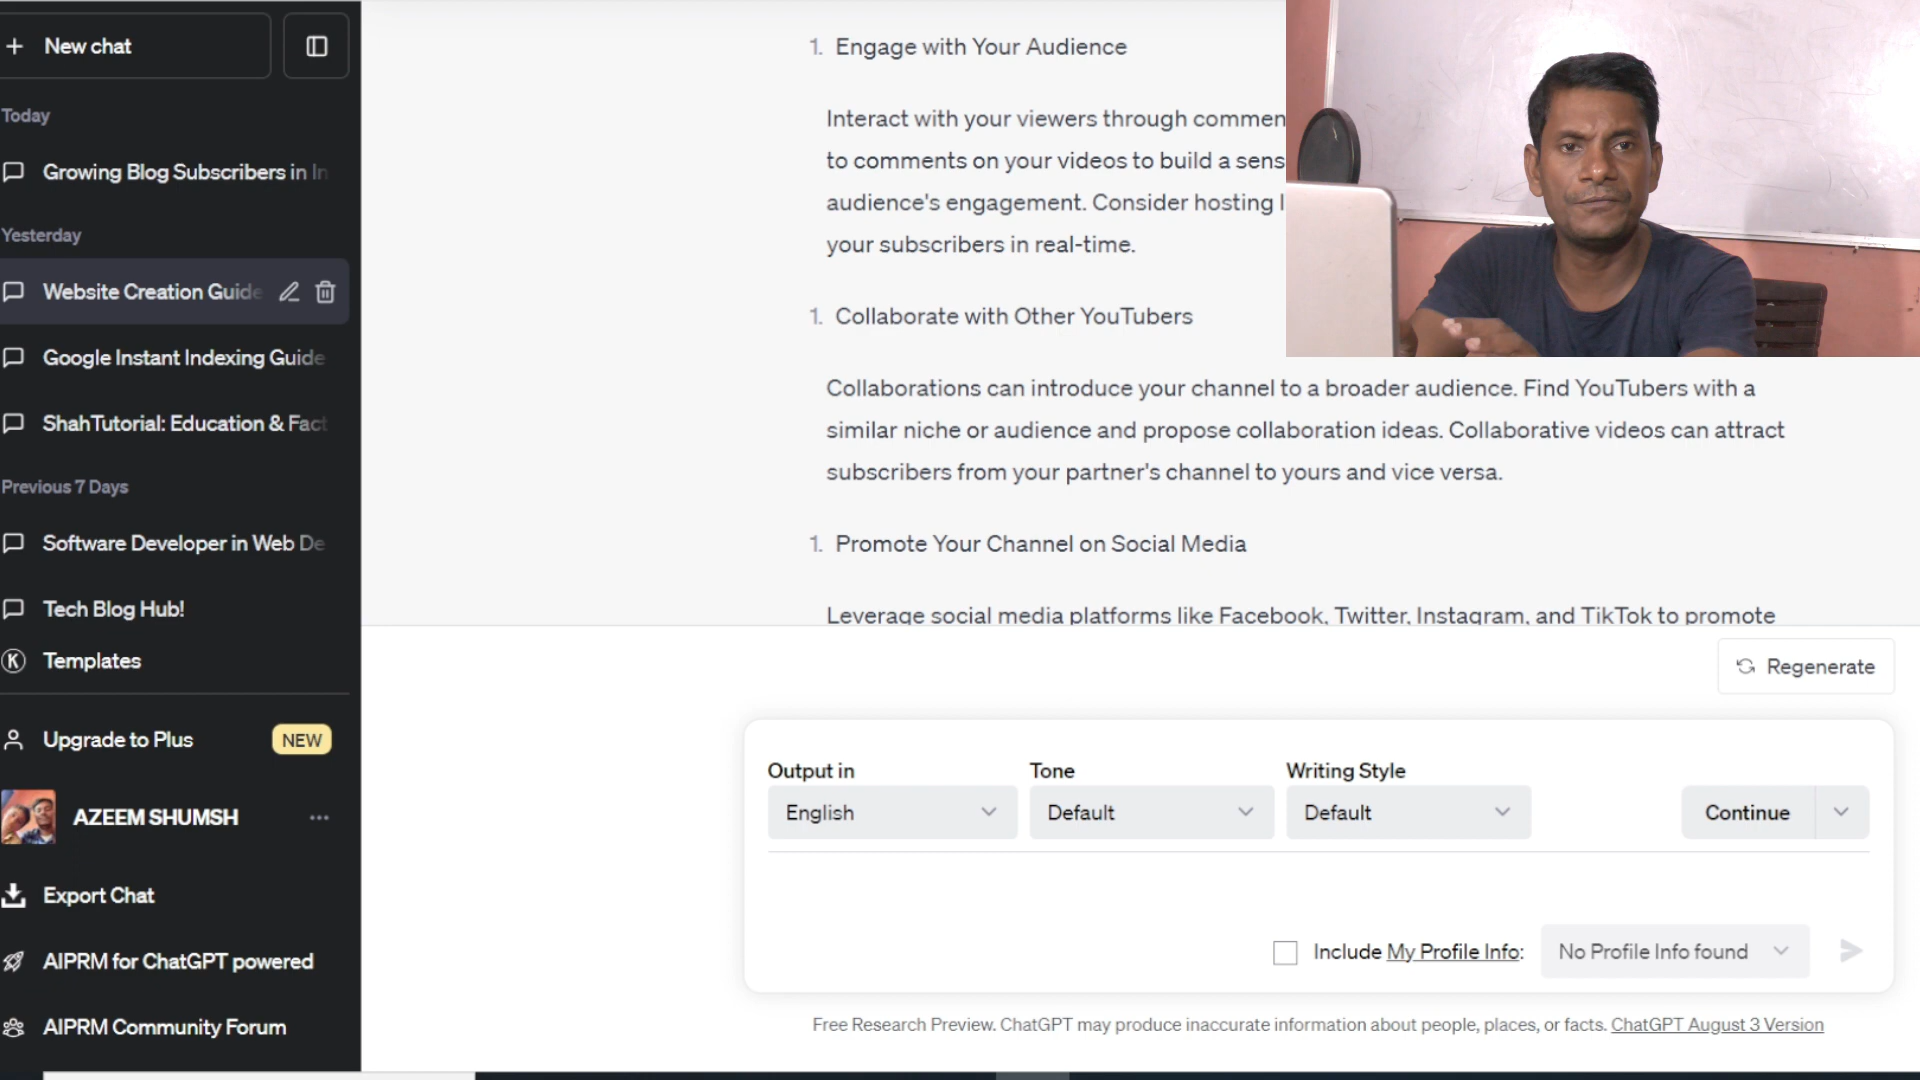 New chat
Today
Growing Blog Subscribers in In
Yesterday
Website Creation Guide
Google Instant Indexing Guide
ShahTutorial: Education & Fact
Previous 7 Days
Software Developer in Web De
Tech Blog Hub!
K Templates
Upgrade to Plus NEW
AZEEM SHUMSH
Export Chat
AIPRM for ChatGPT powered
AIPRM Community Forum
1. Engage with Your Audience
Interact with your viewers through commen
to comments on your videos to build a sens
audience's engagement. Consider hosting l
your subscribers in real-time.
1. Collaborate with Other YouTubers
Collaborations can introduce your channel to a broader audience. Find YouTubers with a
similar niche or audience and propose collaboration ideas. Collaborative videos can attract
subscribers from your partner's channel to yours and vice versa.
1. Promote Your Channel on Social Media
Leverage social media platforms like Facebook, Twitter, Instagram, and TikTok to promote
Regenerate
Output in Tone Writing Style
English Default Default Continue
Include My Profile Info: No Profile Info found
Free Research Preview. ChatGPT may produce inaccurate information about people, places, or facts. ChatGPT August 3 Version